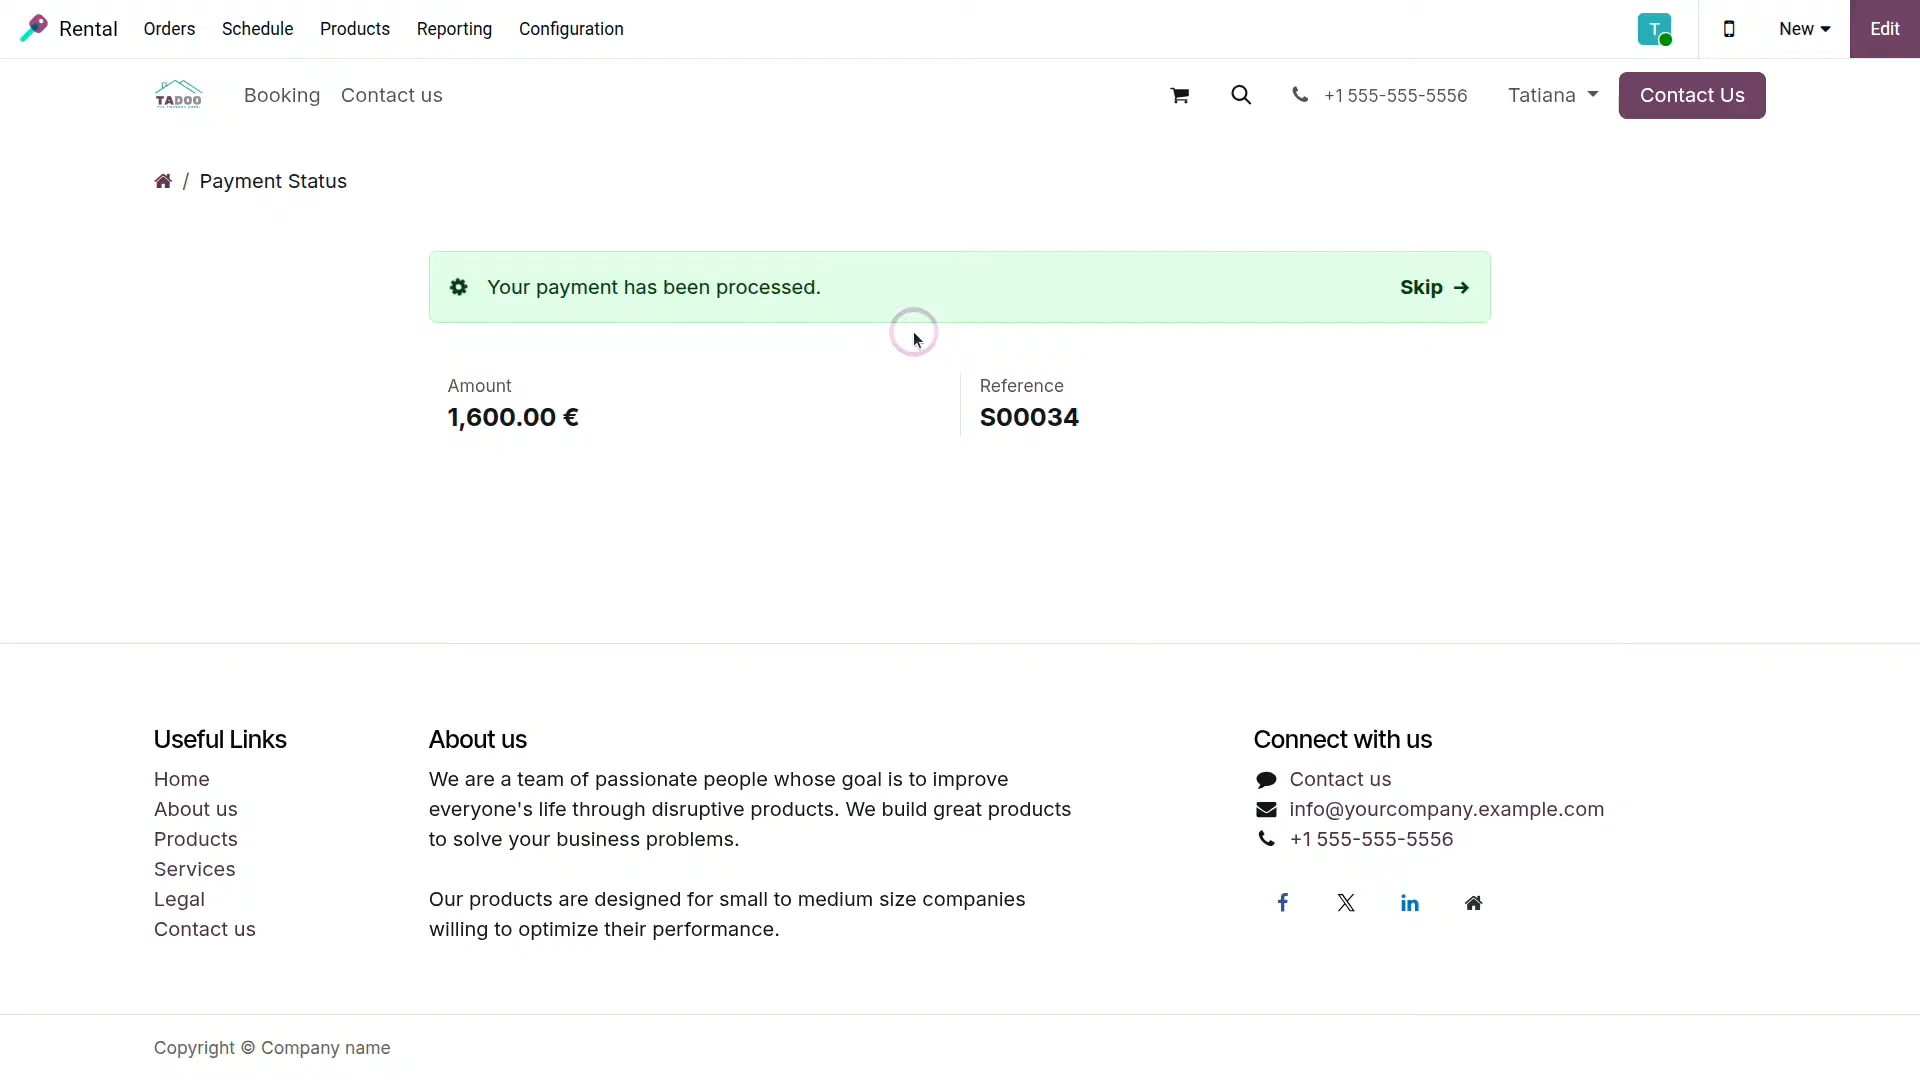 Rental Orders Schedule Products Reporting Configuration T New Edit
TADOO Booking Contact us +1 555-555-5556 Tatiana Contact Us
/ Payment Status
Your payment has been processed. Skip
Amount Reference
1,600.00 € S00034
Useful Links
Home
About us
Products
Services
Legal
Contact us
About us
We are a team of passionate people whose goal is to improve
everyone's life through disruptive products. We build great products
to solve your business problems.
Our products are designed for small to medium size companies
willing to optimize their performance.
Connect with us
Contact us
info@yourcompany.example.com
+1 555-555-5556
Copyright © Company name